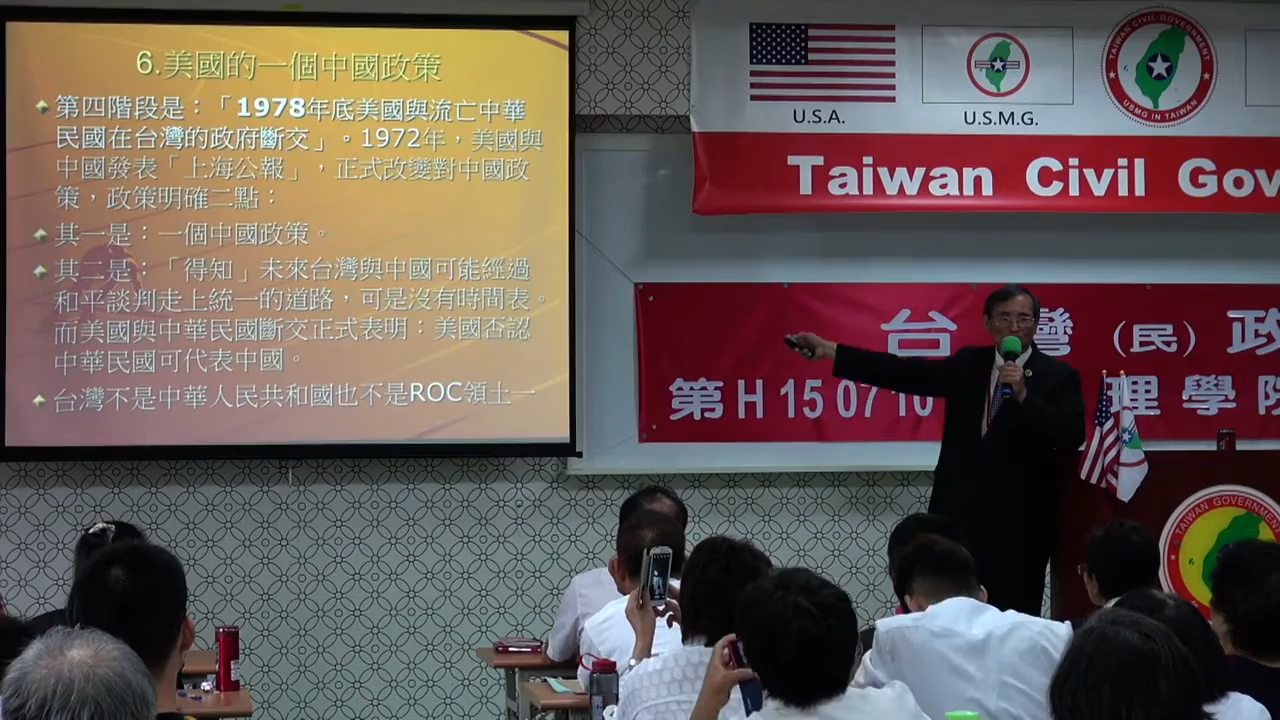 6.美國的一個中國政策
第四階段是：「1978年底美國與流亡中華
民國在台灣的政府斷交」。1972年，美國與
中國發表「上海公報」，正式改變對中國政
策，政策明確二點：
其一是：一個中國政策。
其二是：「得知」未來台灣與中國可能經過
和平談判走上統一的道路，可是沒有時間表。
而美國與中華民國斷交正式表明：美國否認
中華民國可代表中國。
台灣不是中華人民共和國也不是ROC領土一
U.S.A.
U.S.M.G.
TAIWAN CIVIL GOVERNMENT
USMG IN TAIWAN
Taiwan Civil Gov
台灣（民）政
第H 15 07 10
理學院
TAIWAN GOVERNMENT